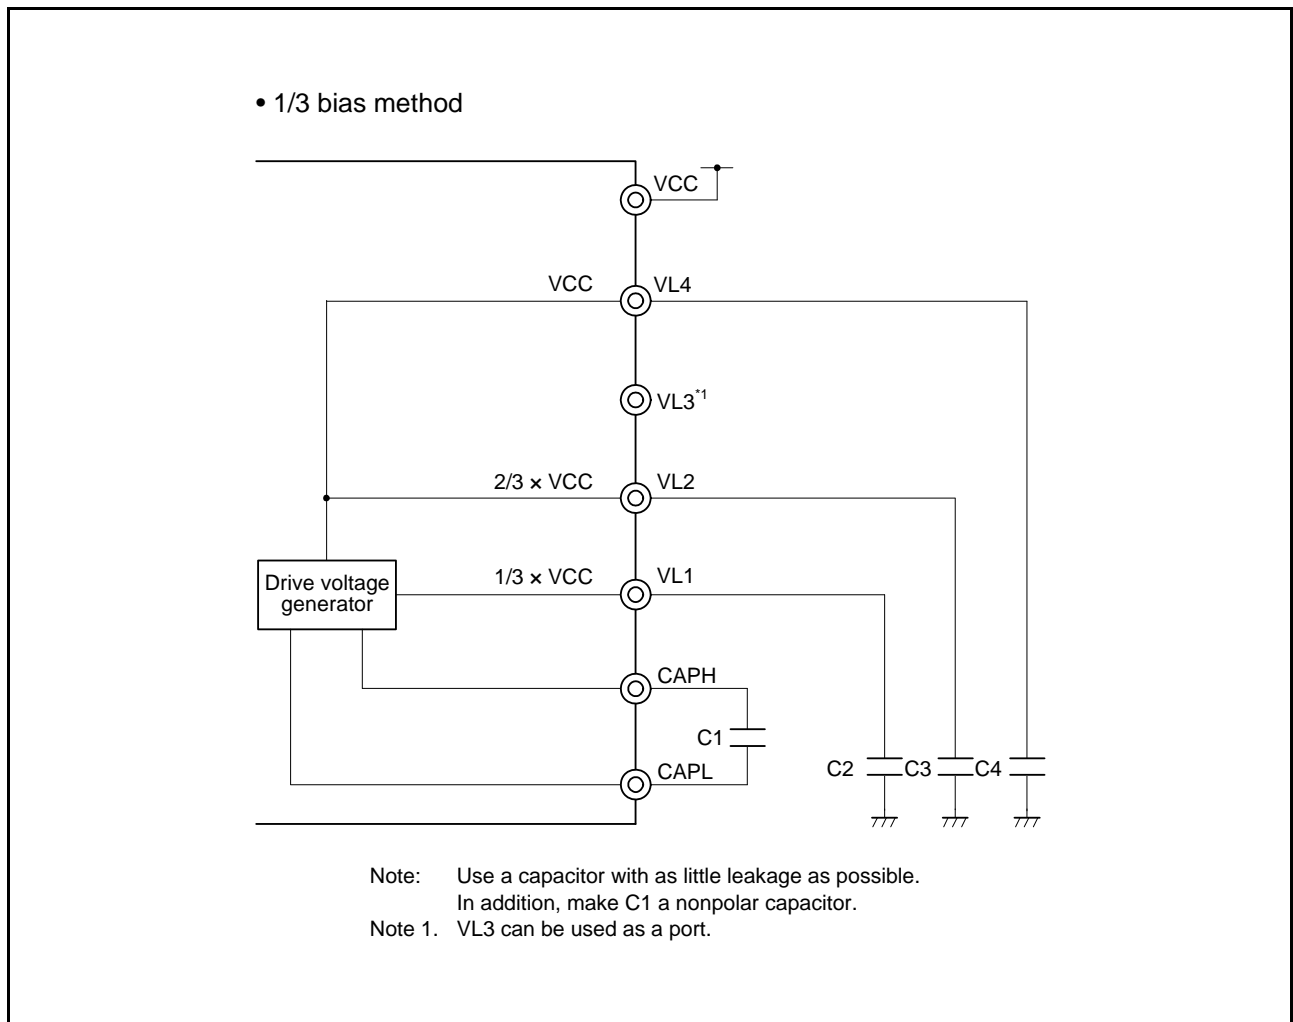 • 1/3 bias method
VCC
VCC VL4
VL3*1
2/3 × VCC VL2
1/3 × VCC VL1
Drive voltage
generator
CAPH
C1
CAPL
C2 C3 C4
Note: Use a capacitor with as little leakage as possible.
In addition, make C1 a nonpolar capacitor.
Note 1. VL3 can be used as a port.